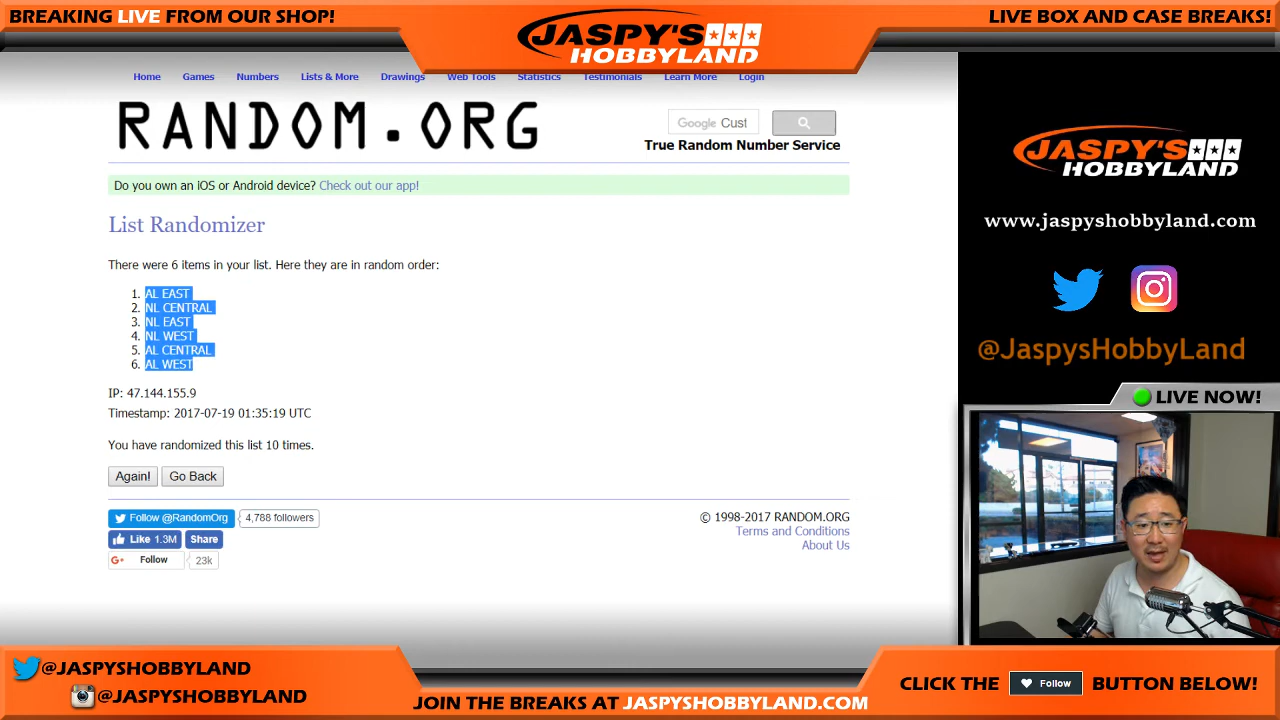 BREAKING LIVE FROM OUR SHOP!
JASPY'S
HOBBYLAND
LIVE BOX AND CASE BREAKS!
Home Games Numbers Lists & More Drawings Web Tools Statistics Testimonials Learn More Login
RANDOM.ORG
Google Cust
True Random Number Service
Do you own an iOS or Android device? Check out our app!
List Randomizer
There were 6 items in your list. Here they are in random order:
1. AL EAST
2. NL CENTRAL
3. NL EAST
4. NL WEST
5. AL CENTRAL
6. AL WEST
IP: 47.144.155.9
Timestamp: 2017-07-19 01:35:19 UTC
You have randomized this list 10 times.
Again! Go Back
Follow @RandomOrg 4,788 followers
Like 1.3M Share
G+ Follow 23k
© 1998-2017 RANDOM.ORG
Terms and Conditions
About Us
JASPY'S
HOBBYLAND
www.jaspyshobbyland.com
@JaspysHobbyLand
LIVE NOW!
@JASPYSHOBBYLAND
@JASPYSHOBBYLAND
JOIN THE BREAKS AT JASPYSHOBBYLAND.COM
CLICK THE Follow BUTTON BELOW!